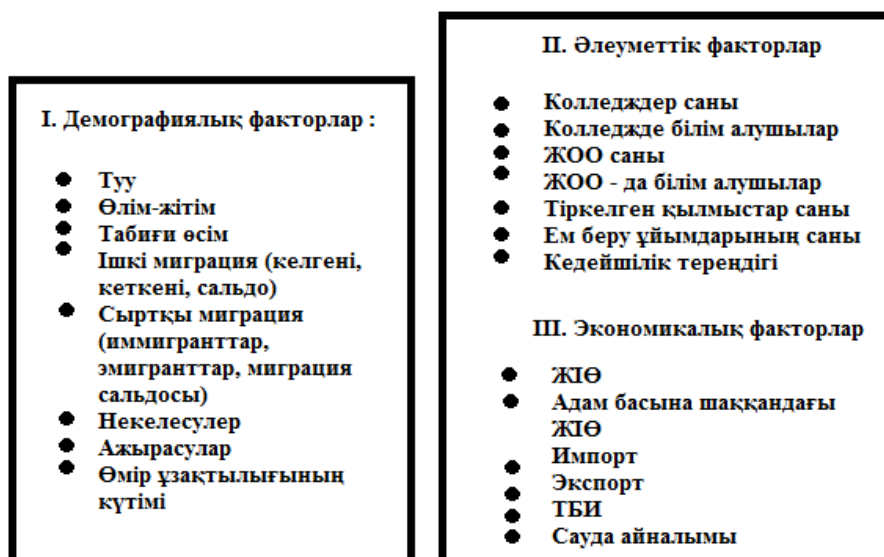 І. Демографиялық факторлар :
Туу
Өлім-жітім
Табиғи өсім
Ішкі миграция (келгені,
кеткені, сальдо)
Сыртқы миграция
(иммигранттар,
эмигранттар, миграция
сальдосы)
Некелесулер
Ажырасулар
Өмір ұзақтылығының
күтімі
ІІ. Әлеуметтік факторлар
Колледждер саны
Колледжде білім алушылар
ЖОО саны
ЖОО - да білім алушылар
Тіркелген қылмыстар саны
Ем беру ұйымдарының саны
Кедейшілік тереңдігі
ІІІ. Экономикалық факторлар
ЖІӨ
Адам басына шаққандағы
ЖІӨ
Импорт
Экспорт
ТБИ
Сауда айналымы